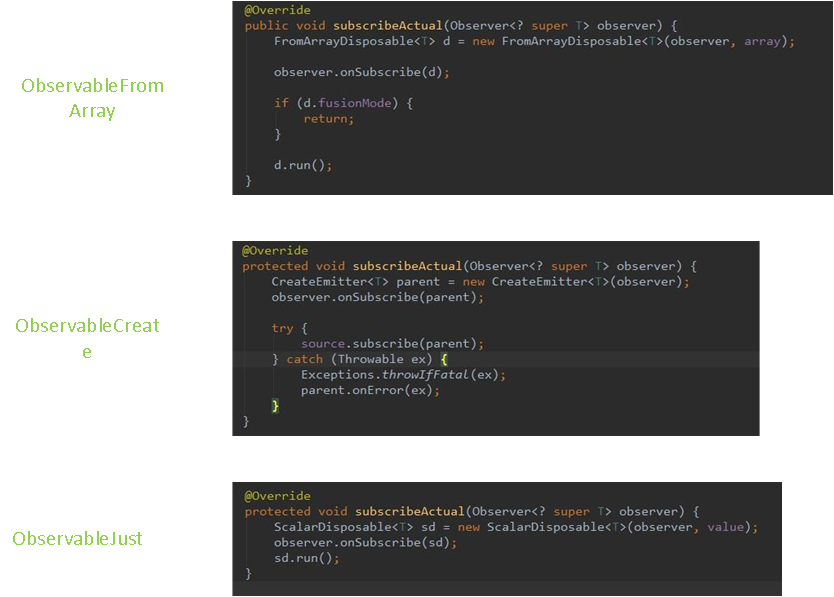 ObservableFrom
Array
@Override
public void subscribeActual(Observer<? super T> observer) {
    FromArrayDisposable<T> d = new FromArrayDisposable<T>(observer, array);

    observer.onSubscribe(d);

    if (d.fusionMode) {
        return;
    }

    d.run();
}
ObservableCreat
e
@Override
protected void subscribeActual(Observer<? super T> observer) {
    CreateEmitter<T> parent = new CreateEmitter<T>(observer);
    observer.onSubscribe(parent);

    try {
        source.subscribe(parent);
    } catch (Throwable ex) {
        Exceptions.throwIfFatal(ex);
        parent.onError(ex);
    }
}
ObservableJust
@Override
protected void subscribeActual(Observer<? super T> observer) {
    ScalarDisposable<T> sd = new ScalarDisposable<T>(observer, value);
    observer.onSubscribe(sd);
    sd.run();
}